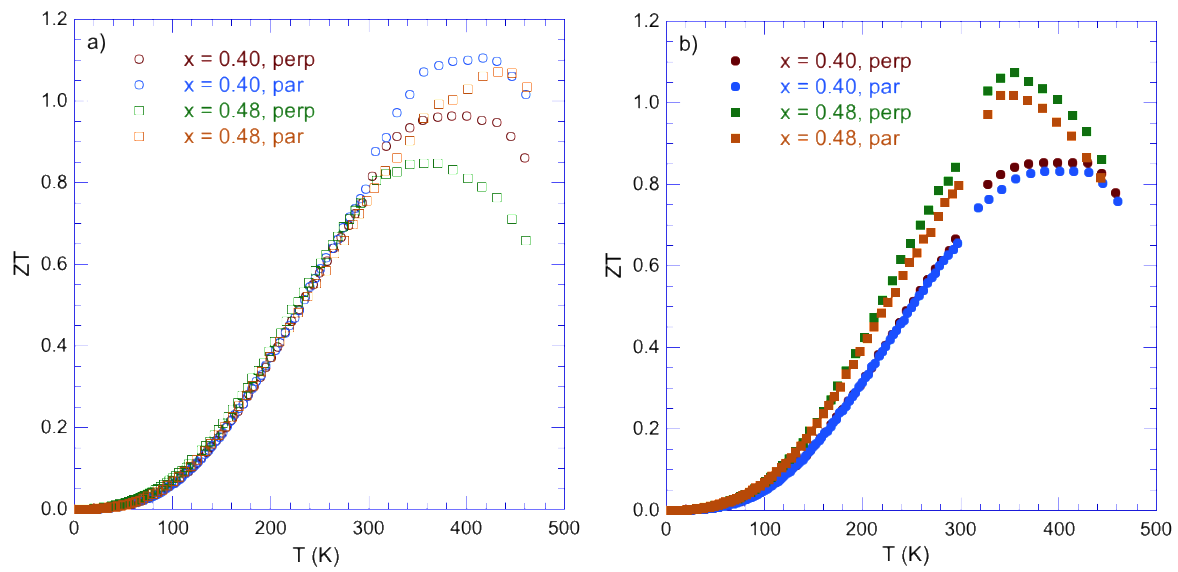 a)
x = 0.40, perp
x = 0.40, par
x = 0.48, perp
x = 0.48, par
1.2
1.0
0.8
0.6
0.4
0.2
0.0
ZT
0
100
200
300
400
500
T (K)
b)
x = 0.40, perp
x = 0.40, par
x = 0.48, perp
x = 0.48, par
1.2
1.0
0.8
0.6
0.4
0.2
0.0
ZT
0
100
200
300
400
500
T (K)